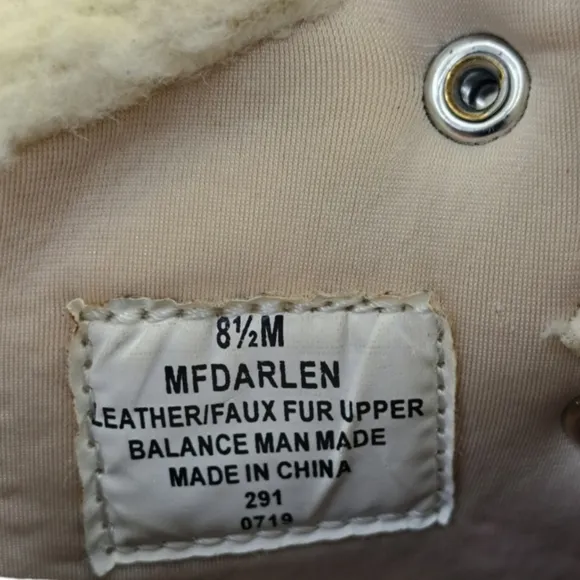 8½M
MFDARLEN
LEATHER/FAUX FUR UPPER
BALANCE MAN MADE
MADE IN CHINA
291
0719